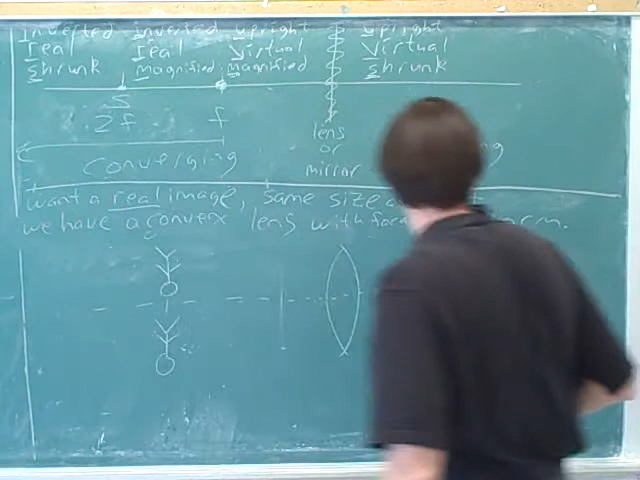 Inverted inverted upright upright
real real Virtual Virtual
Shrunk magnified magnified Shrunk
S
2f f
lens
or
mirror
Converging
want a real image, same size
we have a convex lens with